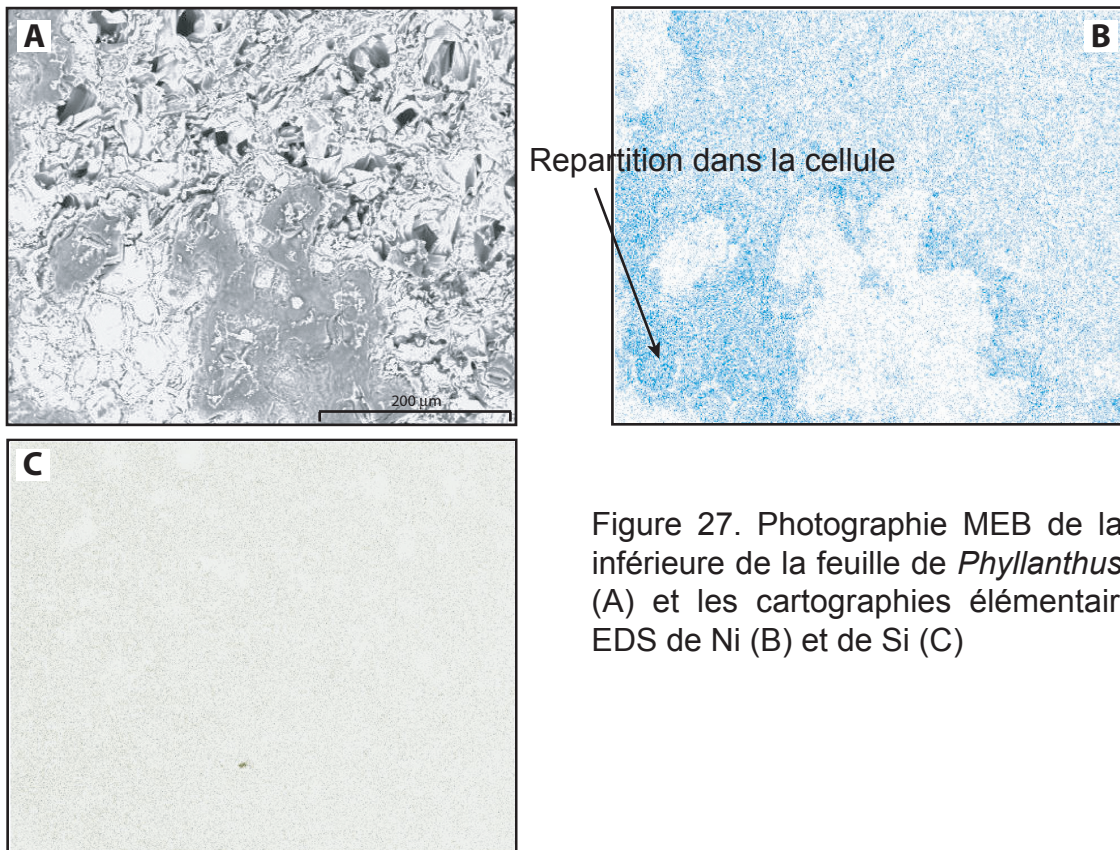 A
B
Repartition dans la cellule
200 µm
C
Figure 27. Photographie MEB de la
inférieure de la feuille de Phyllanthus
(A) et les cartographies élémentair
EDS de Ni (B) et de Si (C)